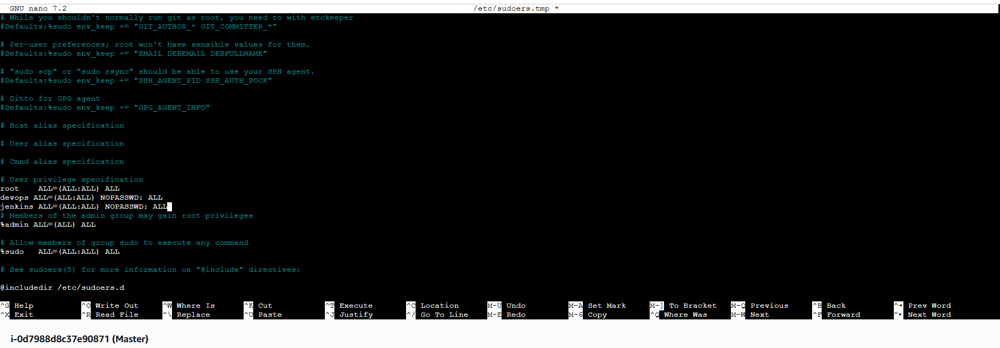 GNU nano 7.2 /etc/sudoers.tmp *
# While you shouldn't normally run git as root, you need to with etckeeper
#Defaults:%sudo env_keep += "GIT_AUTHOR_* GIT_COMMITTER_*"
# Per-user preferences; root won't have sensible values for them.
#Defaults:%sudo env_keep += "EMAIL DEBEMAIL DEBFULLNAME"
# "sudo scp" or "sudo rsync" should be able to use your SSH agent.
#Defaults:%sudo env_keep += "SSH_AGENT_PID SSH_AUTH_SOCK"
# Ditto for GPG agent
#Defaults:%sudo env_keep += "GPG_AGENT_INFO"
# Host alias specification
# User alias specification
# Cmnd alias specification
# User privilege specification
root    ALL=(ALL:ALL) ALL
devops ALL=(ALL:ALL) NOPASSWD: ALL
jenkins ALL=(ALL:ALL) NOPASSWD: ALL
# Members of the admin group may gain root privileges
%admin ALL=(ALL) ALL
# Allow members of group sudo to execute any command
%sudo   ALL=(ALL:ALL) ALL
# See sudoers(5) for more information on "@include" directives:
@includedir /etc/sudoers.d
^G Help ^O Write Out ^W Where Is ^K Cut ^T Execute ^C Location M-U Undo M-A Set Mark M-] To Bracket M-Q Previous ^B Back ^◂ Prev Word
^X Exit ^R Read File ^\ Replace ^U Paste ^J Justify ^/ Go To Line M-E Redo M-6 Copy ^Q Where Was M-W Next ^F Forward ^▸ Next Word
i-0d7988d8c37e90871 (Master)